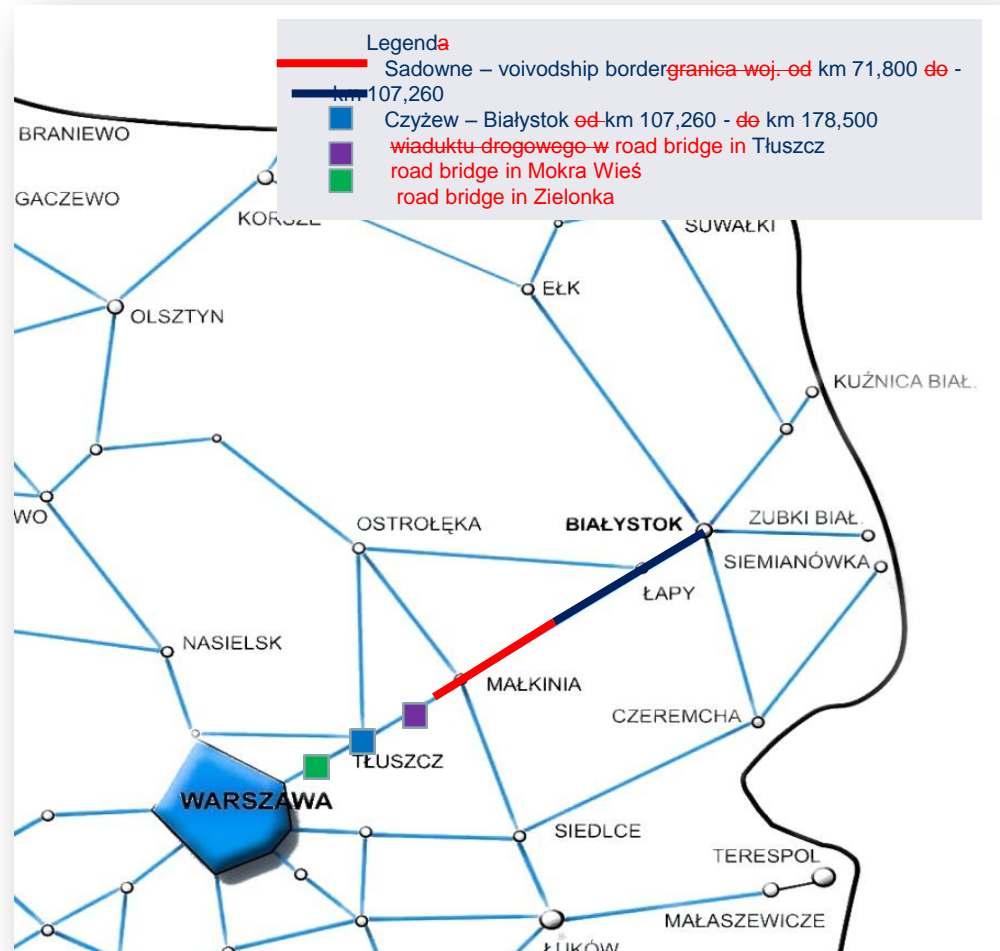 Legenda
Sadowne – voivodship bordergranica woj. od km 71,800 do -
km 107,260
Czyżew – Białystok od km 107,260 - do km 178,500
wiaduktu drogowego w road bridge in Tłuszcz
road bridge in Mokra Wieś
road bridge in Zielonka
BRANIEWO
GACZEWO
KORSZE
SUWAŁKI
EŁK
OLSZTYN
KUŹNICA BIAŁ.
WO
OSTROŁĘKA
BIAŁYSTOK
ZUBKI BIAŁ.
SIEMIANÓWKA
ŁAPY
NASIELSK
MAŁKINIA
CZEREMCHA
TŁUSZCZ
WARSZAWA
SIEDLCE
TERESPOL
MAŁASZEWICZE
ŁUKÓW